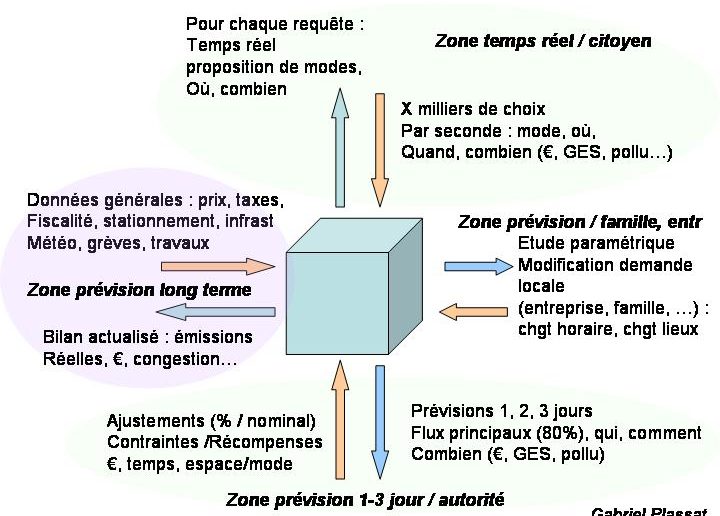 Pour chaque requête :
Temps réel
proposition de modes,
Où, combien
Zone temps réel / citoyen
X milliers de choix
Par seconde : mode, où,
Quand, combien (€, GES, pollu…)
Données générales : prix, taxes,
Fiscalité, stationnement, infrast
Météo, grèves, travaux
Zone prévision long terme
Bilan actualisé : émissions
Réelles, €, congestion…
Zone prévision / famille, entr
Etude paramétrique
Modification demande
locale
(entreprise, famille, …) :
chgt horaire, chgt lieux
Ajustements (% / nominal)
Contraintes /Récompenses
€, temps, espace/mode
Prévisions 1, 2, 3 jours
Flux principaux (80%), qui, comment
Combien (€, GES, pollu)
Zone prévision 1-3 jour / autorité
Gabriel Plassat